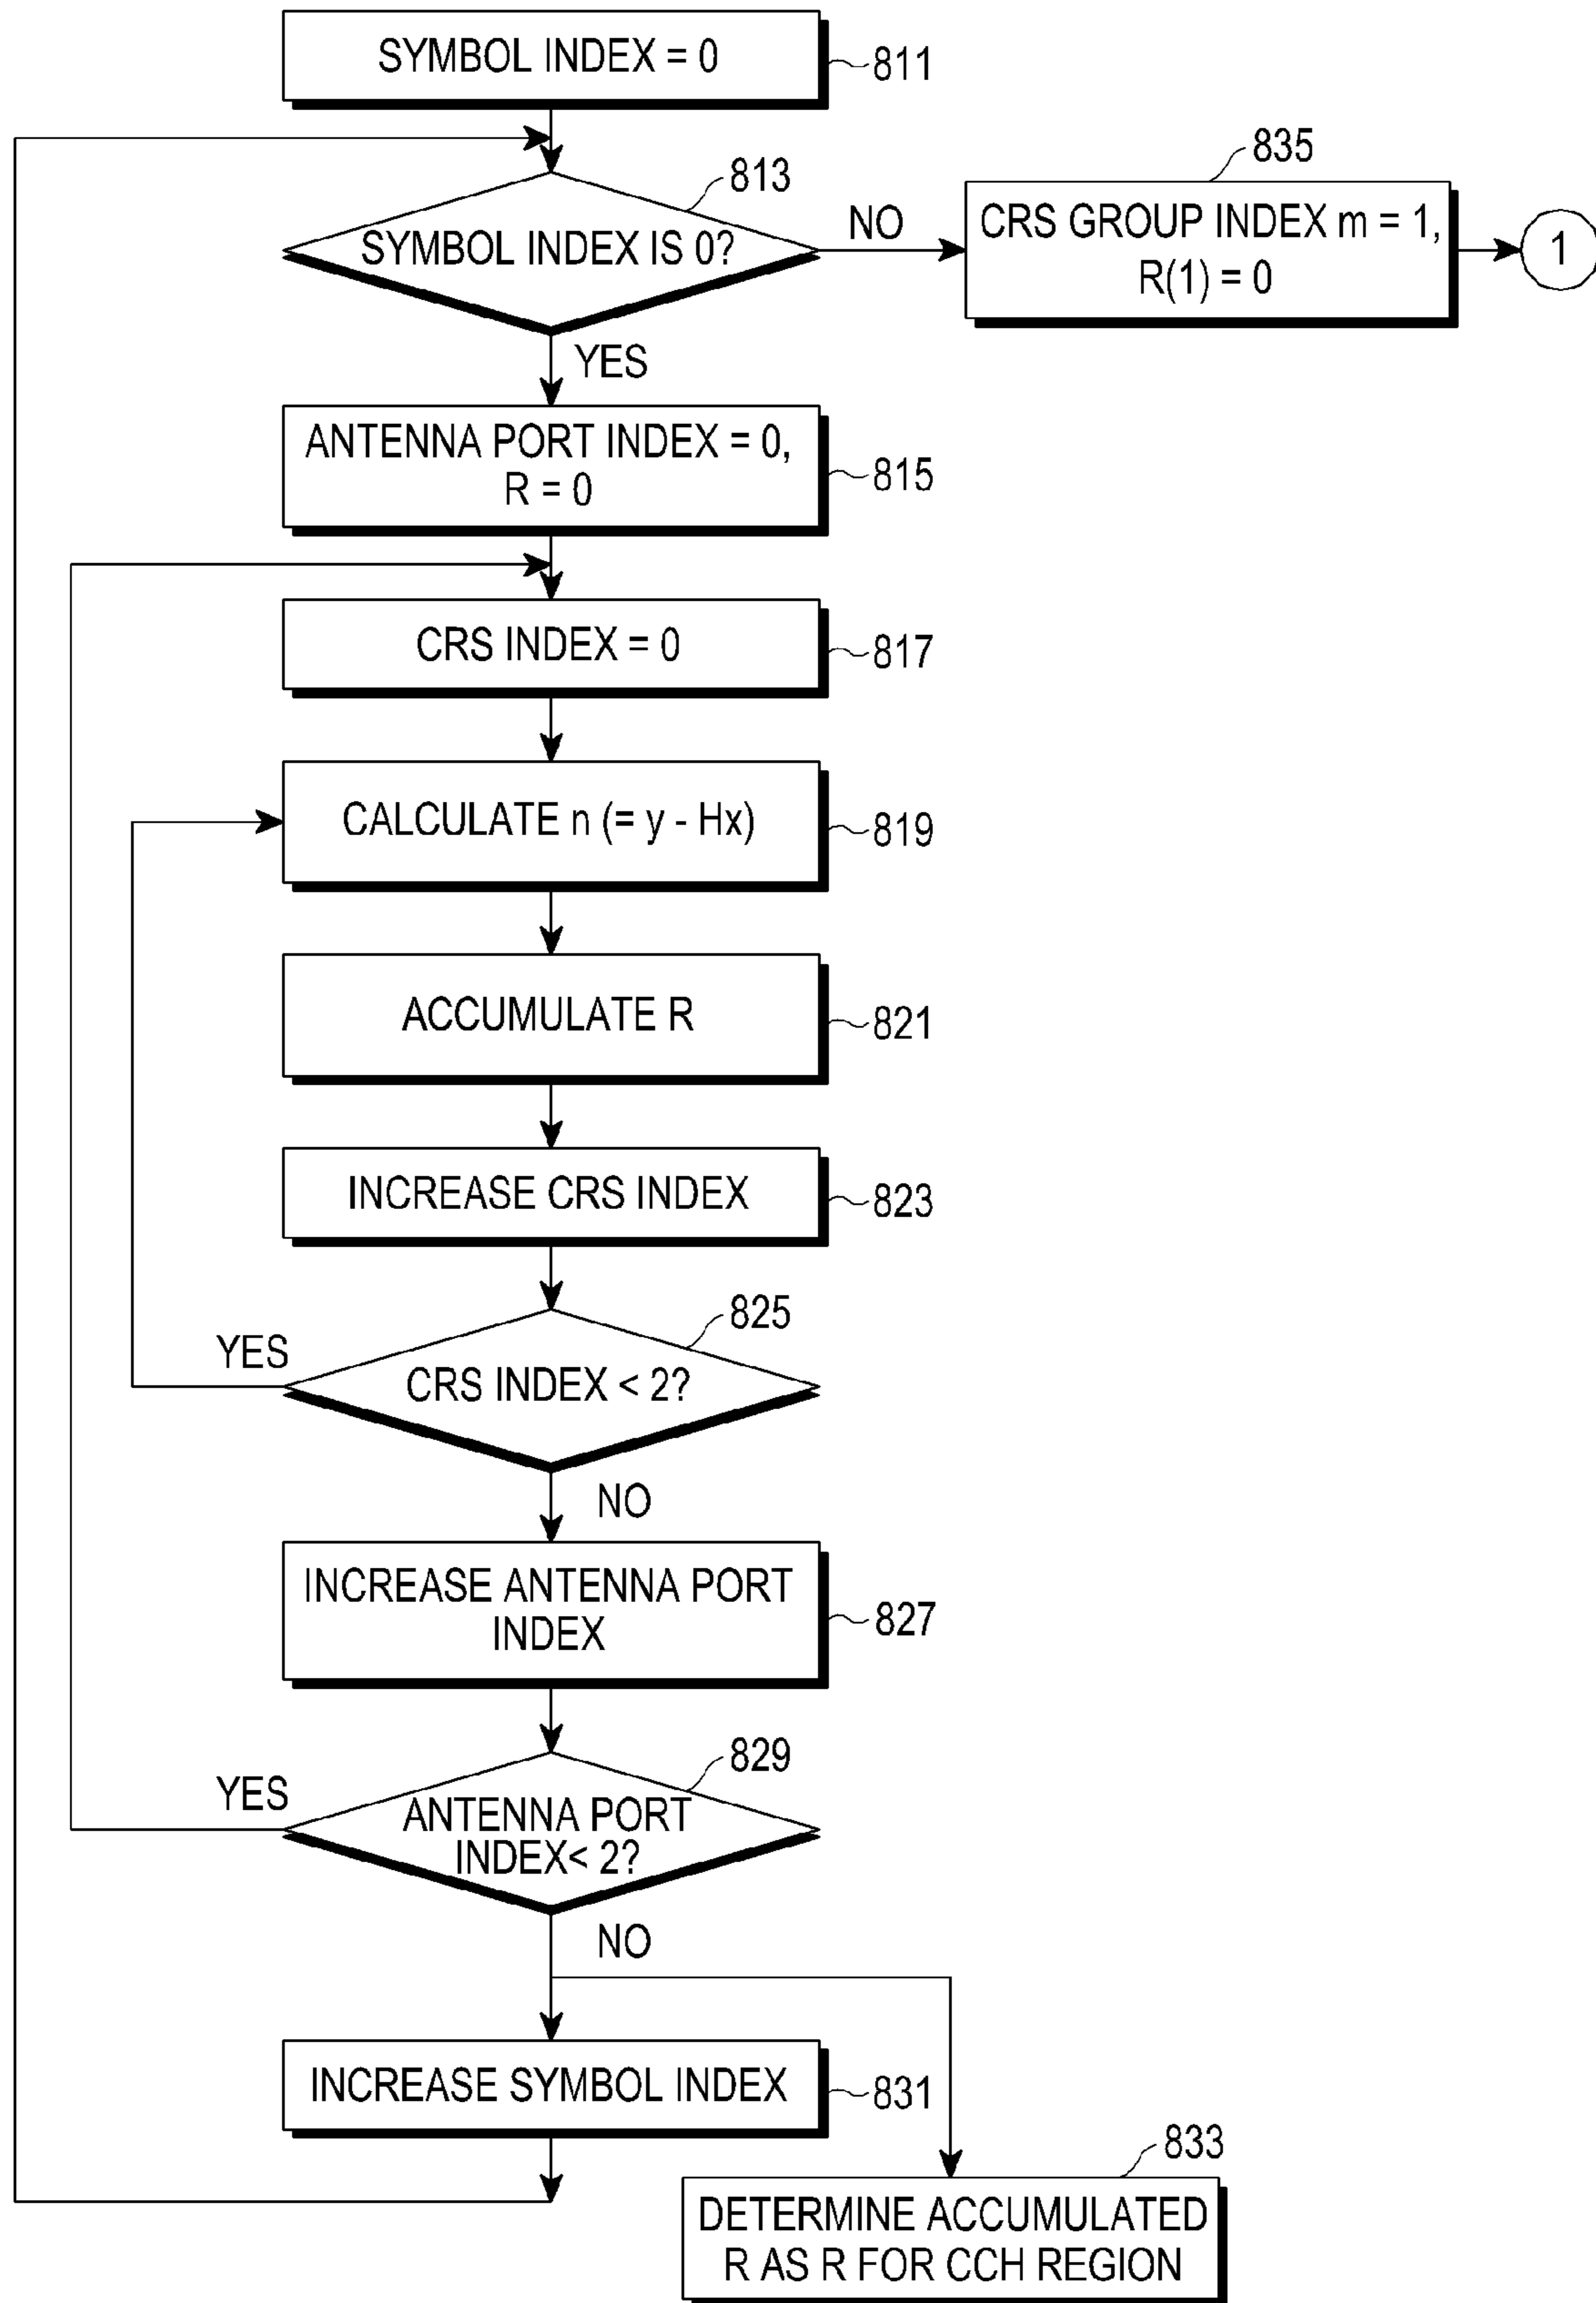 SYMBOL INDEX = 0
811
813
SYMBOL INDEX IS 0?
NO
835
CRS GROUP INDEX m = 1,
R(1) = 0
1
YES
ANTENNA PORT INDEX = 0,
R = 0
815
CRS INDEX = 0
817
CALCULATE n (= y - Hx)
819
ACCUMULATE R
821
INCREASE CRS INDEX
823
825
YES
CRS INDEX < 2?
NO
INCREASE ANTENNA PORT
INDEX
827
829
YES
ANTENNA PORT
INDEX< 2?
NO
INCREASE SYMBOL INDEX
831
833
DETERMINE ACCUMULATED
R AS R FOR CCH REGION